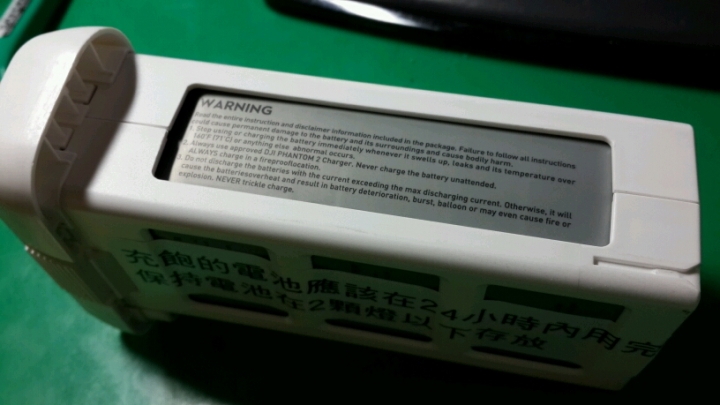 WARNING
Read the entire instruction and disclaimer information included in the package. Failure to follow all instructions
could cause permanent damage to the battery and its surroundings and cause bodily harm.
1. Stop using or charging the battery immediately whenever it swells up, leaks and its temperature over
160°F (71°C) or anything else abnormal occurs.
2. Always use approved DJI PHANTOM 2 Charger. Never charge the battery unattended.
ALWAYS charge in a fireprooflocation.
3. Do not discharge the batteries with the current exceeding the max discharging current. Otherwise, it will
cause the batteriesoverheat and result in battery deterioration, burst, balloon or may even cause fire or
explosion. NEVER trickle charge.
充飽的電池應該在24小時內用完
保持電池在2顆燈以下存放